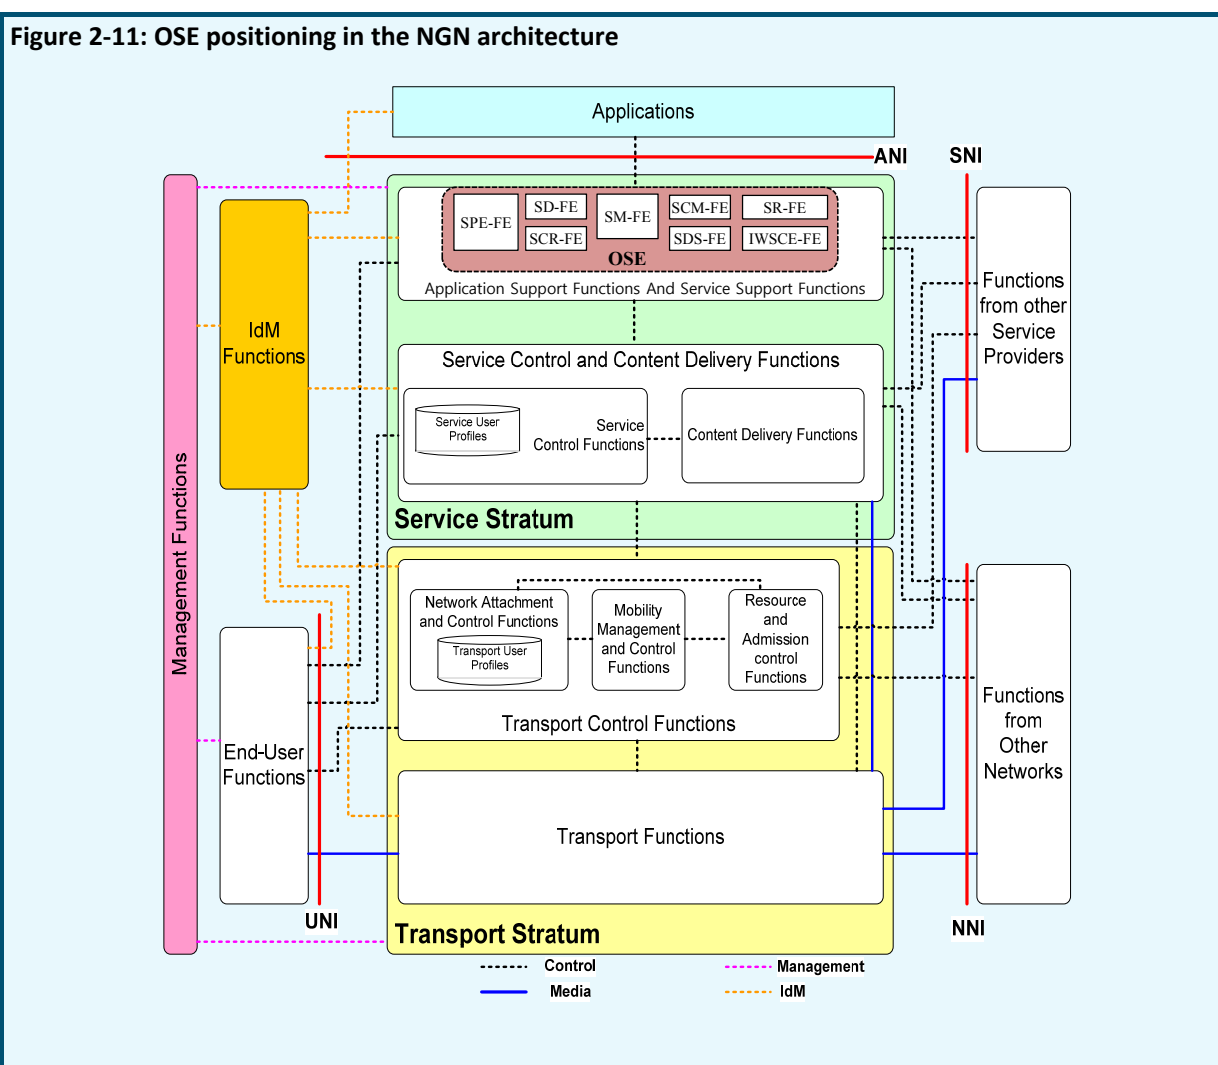 Figure 2-11: OSE positioning in the NGN architecture
Applications
ANI
SNI
SPE-FE
SD-FE
SM-FE
SCM-FE
SR-FE
SCR-FE
SDS-FE
IWSCE-FE
OSE
Application Support Functions And Service Support Functions
IdM
Functions
Functions
from other
Service
Providers
Service Control and Content Delivery Functions
Service User
Profiles
Service
Control Functions
Content Delivery Functions
Service Stratum
Management Functions
Network Attachment
and Control Functions
Transport User
Profiles
Mobility
Management
and Control
Functions
Resource
and
Admission
control
Functions
Transport Control Functions
End-User
Functions
Functions
from
Other
Networks
Transport Functions
UNI
NNI
Transport Stratum
Control
Management
Media
IdM